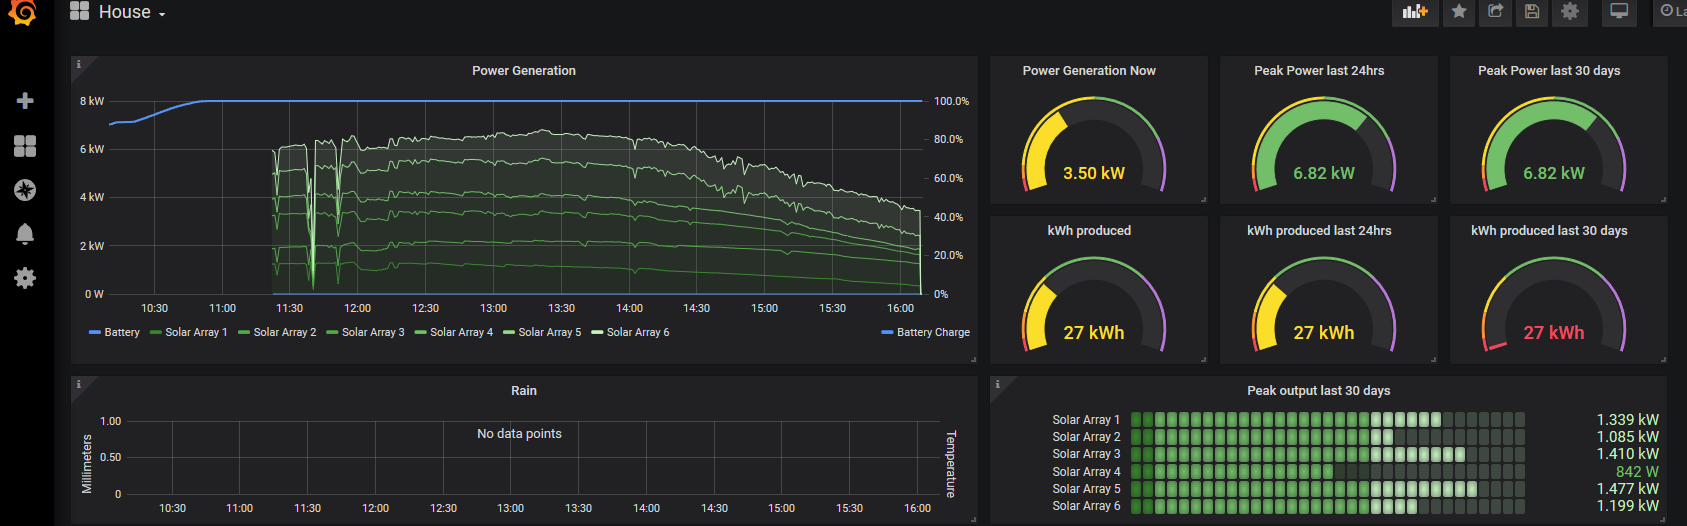 House
La
Power Generation
8 kW
6 kW
4 kW
2 kW
0 W
100.0%
80.0%
60.0%
40.0%
20.0%
0%
10:30 11:00 11:30 12:00 12:30 13:00 13:30 14:00 14:30 15:00 15:30 16:00
Battery Solar Array 1 Solar Array 2 Solar Array 3 Solar Array 4 Solar Array 5 Solar Array 6 Battery Charge
Power Generation Now
3.50 kW
Peak Power last 24hrs
6.82 kW
Peak Power last 30 days
6.82 kW
kWh produced
27 kWh
kWh produced last 24hrs
27 kWh
kWh produced last 30 days
27 kWh
Rain
Millimeters
1.00
0.50
0
No data points
Temperature
10:30 11:00 11:30 12:00 12:30 13:00 13:30 14:00 14:30 15:00 15:30 16:00
Peak output last 30 days
Solar Array 1 1.339 kW
Solar Array 2 1.085 kW
Solar Array 3 1.410 kW
Solar Array 4 842 W
Solar Array 5 1.477 kW
Solar Array 6 1.199 kW